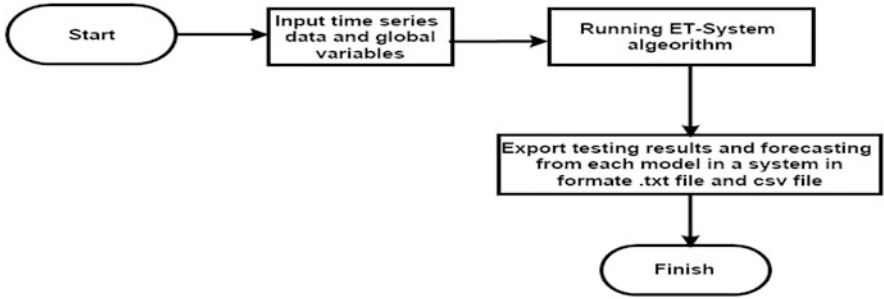 Start
Input time series
data and global
variables
Running ET-System
algeorithm
Export testing results and forecasting
from each model in a system in
formate .txt file and csv file
Finish